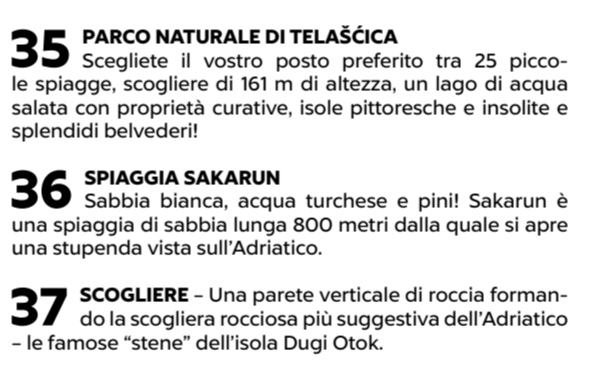 35 PARCO NATURALE DI TELAŠĆICA
Scegliete il vostro posto preferito tra 25 picco-
le spiagge, scogliere di 161 m di altezza, un lago di acqua
salata con proprietà curative, isole pittoresche e insolite e
splendidi belvederi!
36 SPIAGGIA SAKARUN
Sabbia bianca, acqua turchese e pini! Sakarun è
una spiaggia di sabbia lunga 800 metri dalla quale si apre
una stupenda vista sull’Adriatico.
37 SCOGLIERE – Una parete verticale di roccia forman-
do la scogliera rocciosa più suggestiva dell’Adriatico
– le famose “stene” dell’isola Dugi Otok.